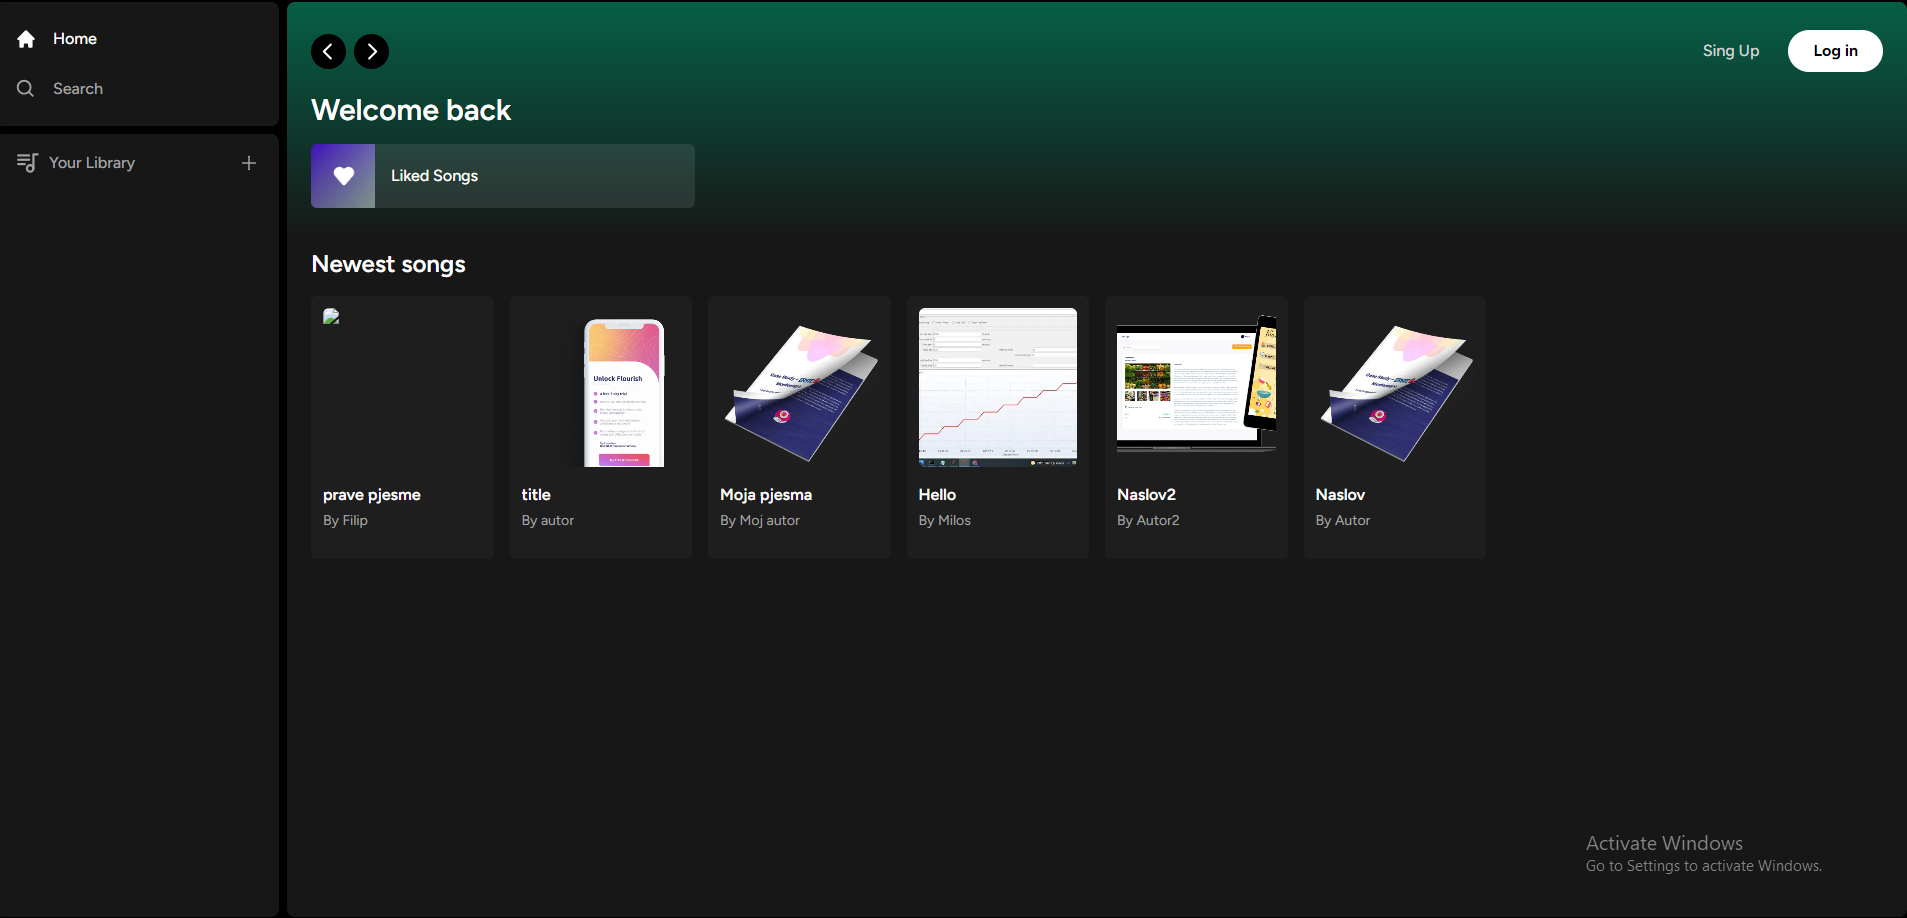 Home
Search
Your Library
Sing Up
Log in
Welcome back
Liked Songs
Newest songs
Unlock Flourish
prave pjesme
By Filip
title
By autor
Moja pjesma
By Moj autor
Hello
By Milos
Naslov2
By Autor2
Naslov
By Autor
Activate Windows
Go to Settings to activate Windows.